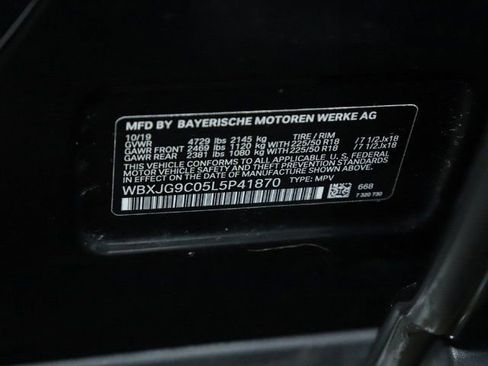 MFD BY BAYERISCHE MOTOREN WERKE AG
10/19 TIRE / RIM
GVWR 4729 lbs 2145 kg
GAWR FRONT 2469 lbs 1120 kg WITH 225/50 R18 /7 1/2Jx18
GAWR REAR 2381 lbs 1080 kg WITH 225/50 R18 /7 1/2Jx18
THIS VEHICLE CONFORMS TO ALL APPLICABLE U.S. FEDERAL
MOTOR VEHICLE SAFETY AND THEFT PREVENTION STANDARDS
IN EFFECT ON THE DATE OF MANUFACTURE SHOWN ABOVE.
WBXJG9C05L5P41870 TYPE: MPV
668
7 320 730